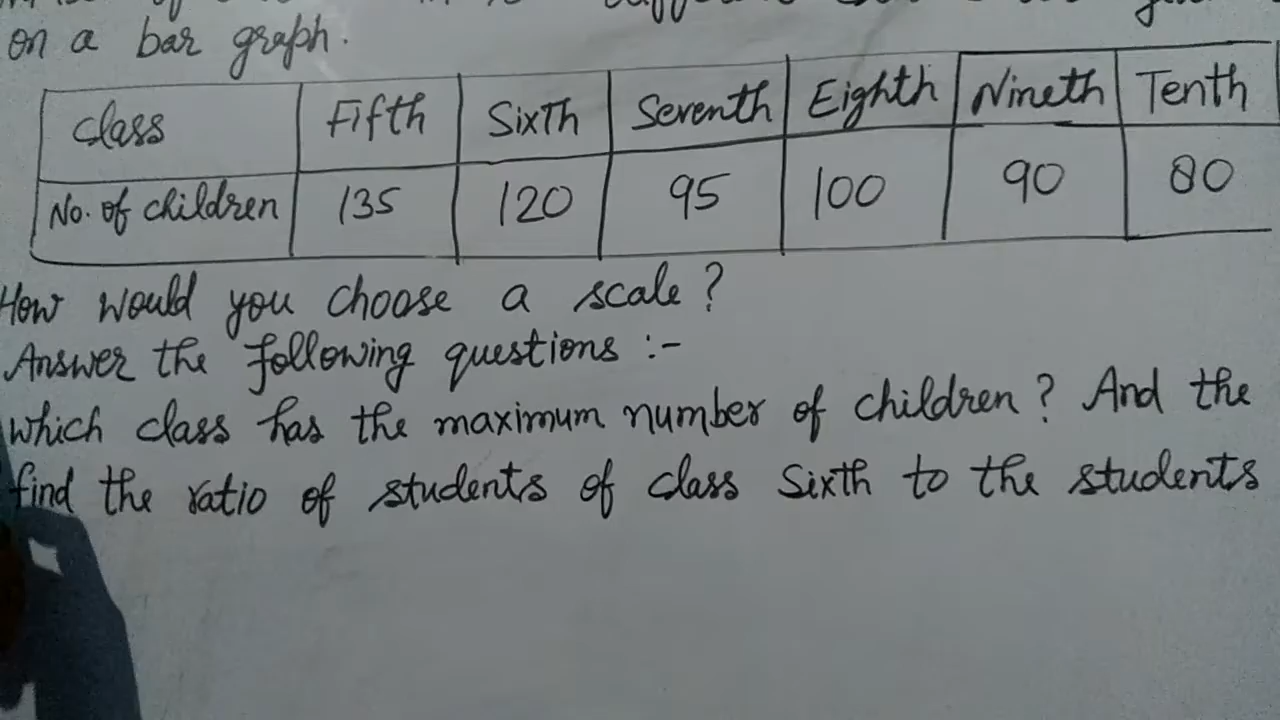 on a bar graph.
Class Fifth Sixth Seventh Eighth Nineth Tenth
No. of children 135 120 95 100 90 80
How would you choose a scale?
Answer the following questions :-
which class has the maximum number of children? And the
find the ratio of students of class Sixth to the students